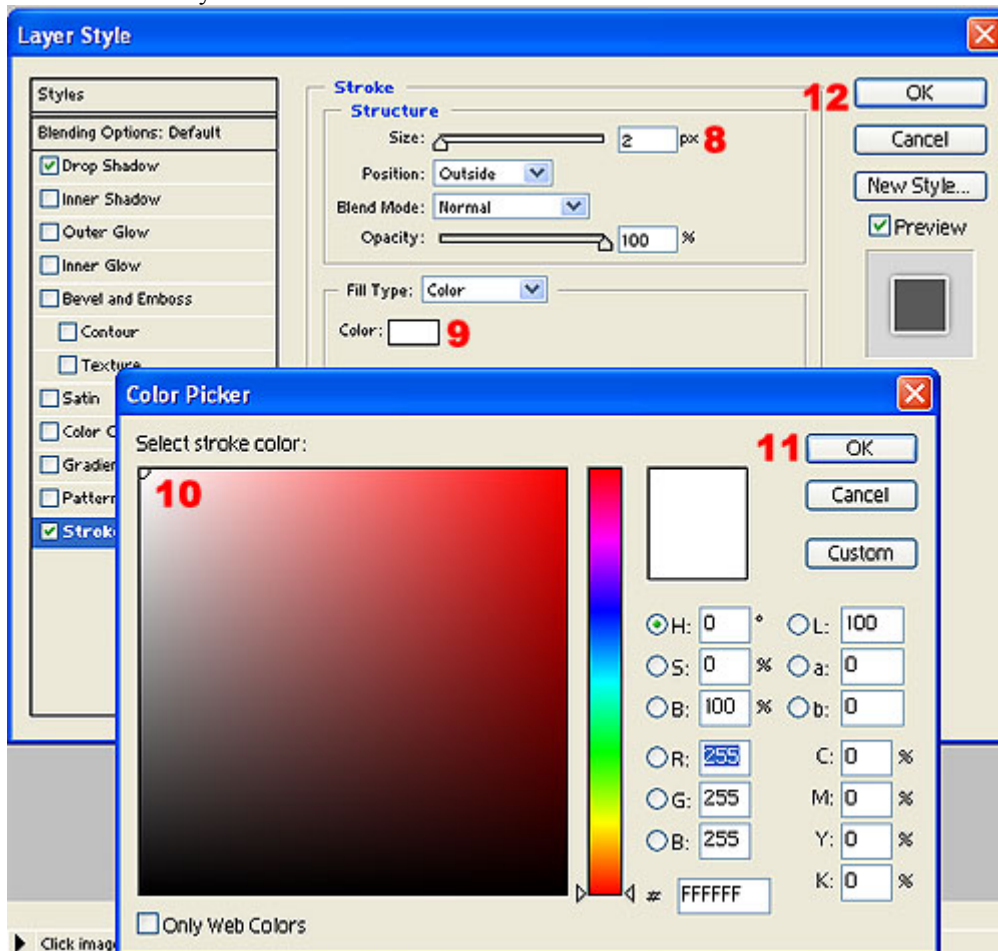 Layer Style
Styles
Blending Options: Default
Drop Shadow
Inner Shadow
Outer Glow
Inner Glow
Bevel and Emboss
Contour
Texture
Satin
Color
Stroke
Structure
Size: 2 px 8
Position: Outside
Blend Mode: Normal
Opacity: 100 %
Fill Type: Color
Color: 9
12 OK
Cancel
New Style...
Preview
Color Picker
Select stroke color:
10
11 OK
Cancel
Custom
H: 0 ° L: 100
S: 0 % a: 0
B: 100 % b: 0
R: 255 C: 0 %
G: 255 M: 0 %
B: 255 Y: 0 %
# FFFFFF K: 0 %
Only Web Colors
Click